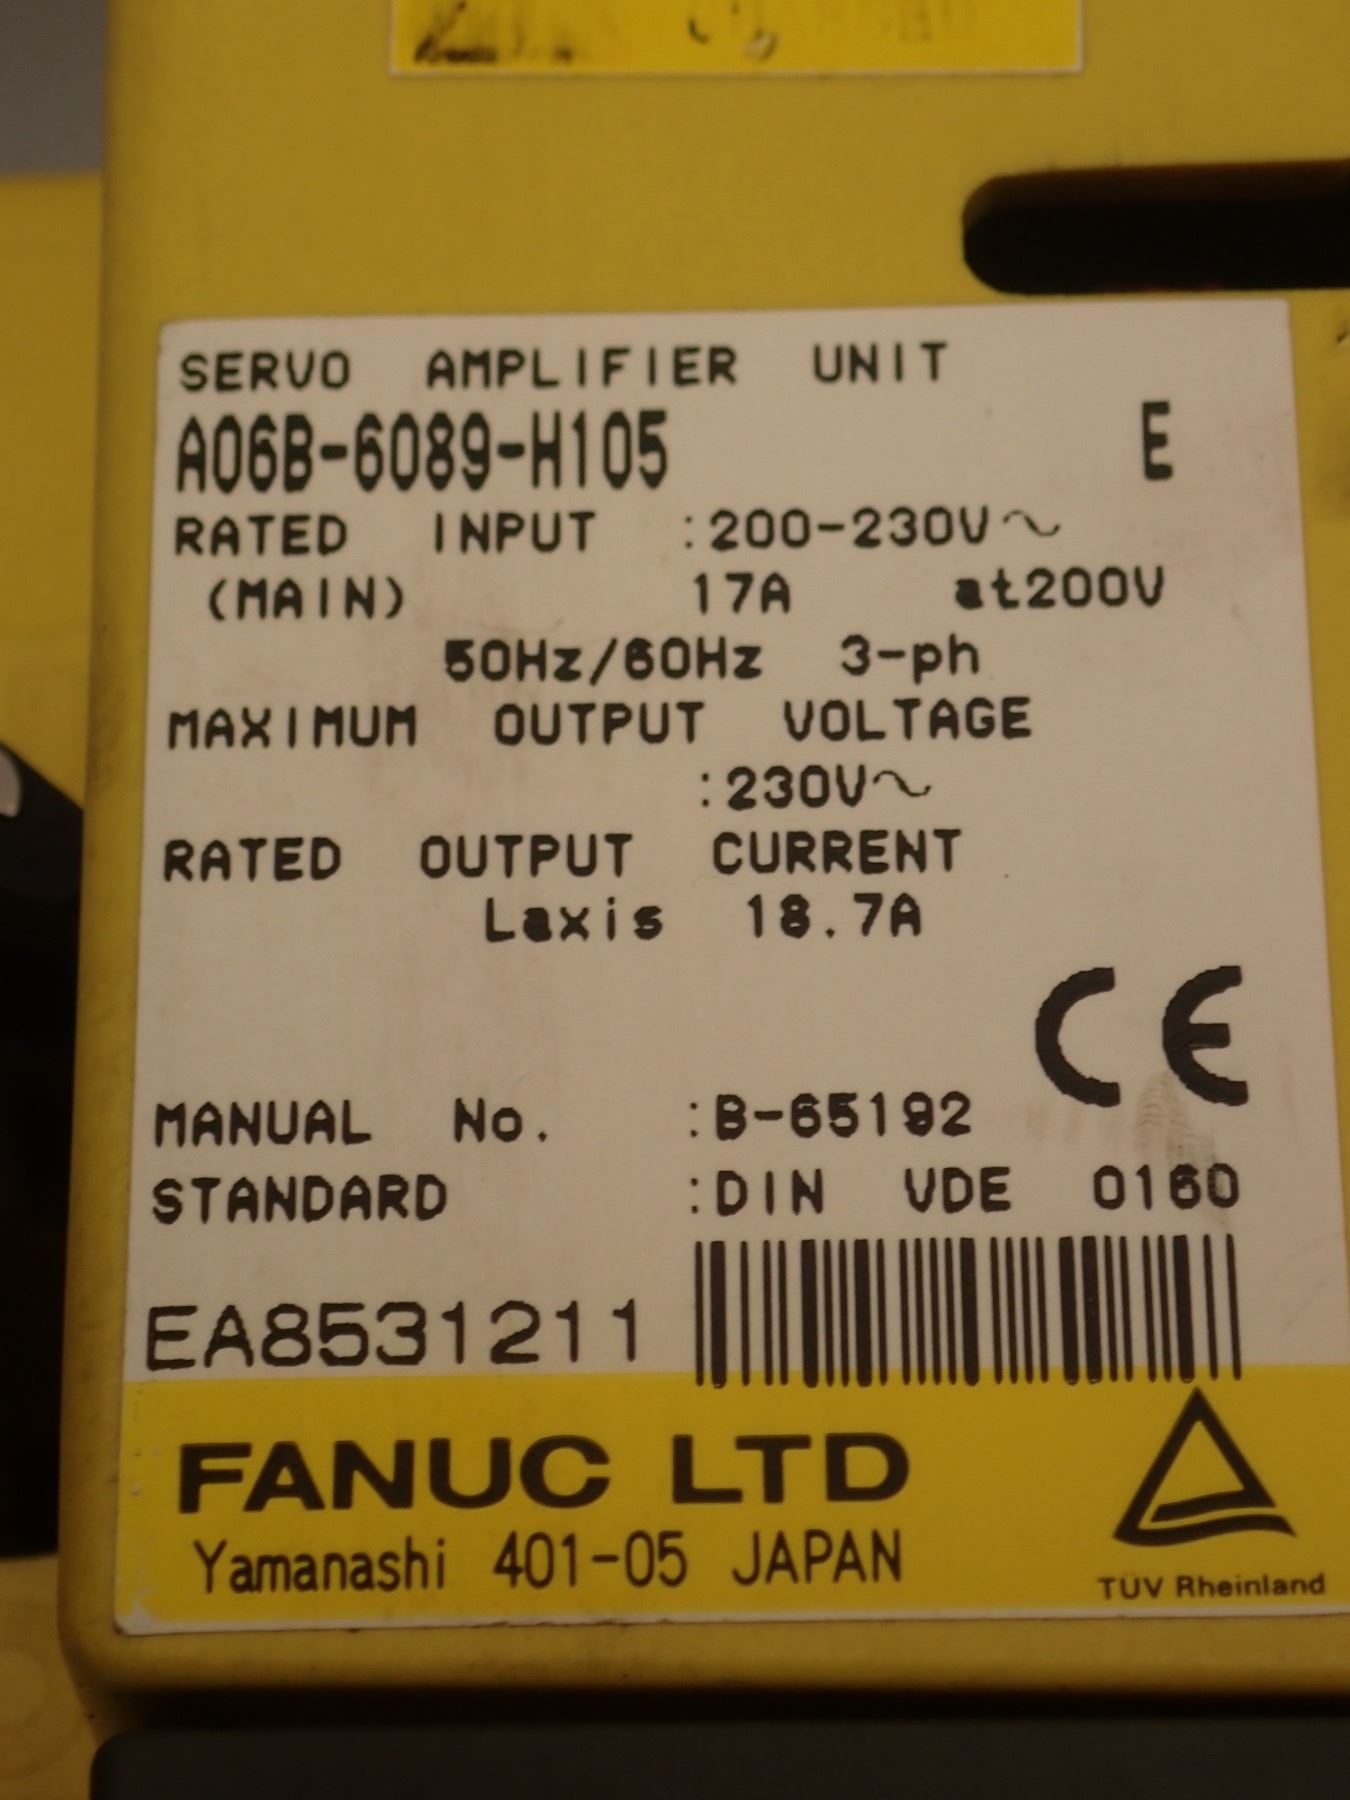 SERVO AMPLIFIER UNIT
A06B-6089-H105 E
RATED INPUT :200-230V~
(MAIN) 17A at200V
50Hz/60Hz 3-ph
MAXIMUM OUTPUT VOLTAGE
:230V~
RATED OUTPUT CURRENT
Laxis 18.7A
CE
MANUAL No. :B-65192
STANDARD :DIN VDE 0160
EA8531211
FANUC LTD
Yamanashi 401-05 JAPAN
TÜV Rheinland